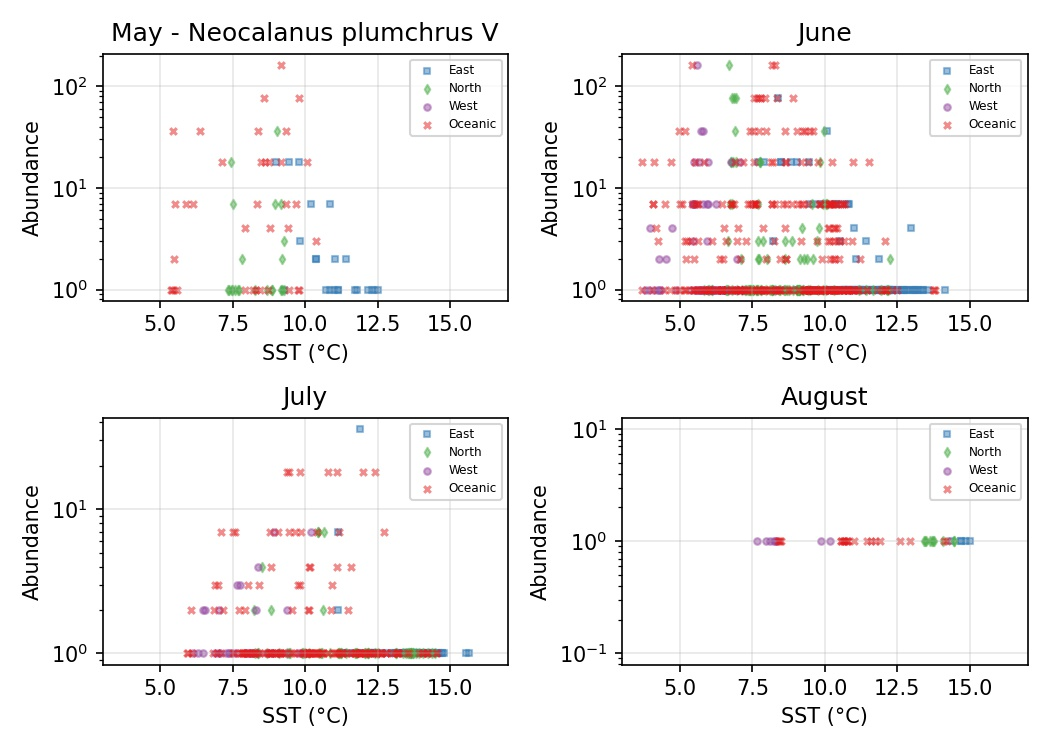 May - Neocalanus plumchrus V
Abundance
10²
10¹
10⁰
5.0 7.5 10.0 12.5 15.0
SST (°C)
East
North
West
Oceanic
June
Abundance
10²
10¹
10⁰
5.0 7.5 10.0 12.5 15.0
SST (°C)
East
North
West
Oceanic
July
Abundance
10¹
10⁰
5.0 7.5 10.0 12.5 15.0
SST (°C)
East
North
West
Oceanic
August
Abundance
10¹
10⁰
10⁻¹
5.0 7.5 10.0 12.5 15.0
SST (°C)
East
North
West
Oceanic